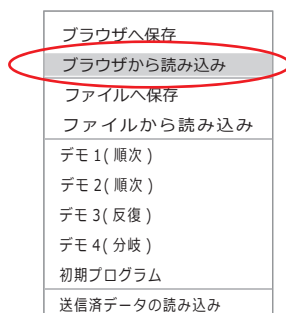 ブラウザへ保存
ブラウザから読み込み
ファイルへ保存
ファイルから読み込み
デモ 1( 順次 )
デモ 2( 順次 )
デモ 3( 反復 )
デモ 4( 分岐 )
初期プログラム
送信済データの読み込み